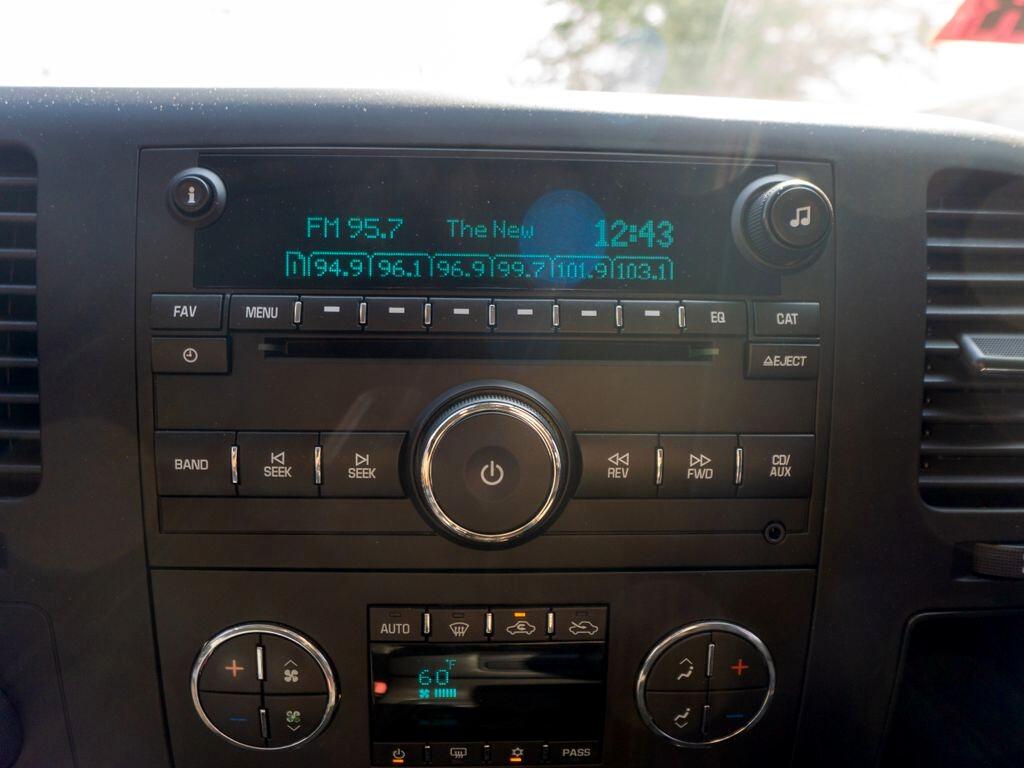 i
FM 95.7 The New 12:43
94.9 96.1 96.9 99.7 101.9 103.1
FAV MENU EQ CAT
EJECT
BAND SEEK SEEK REV FWD CD/
AUX
AUTO
60°F
PASS